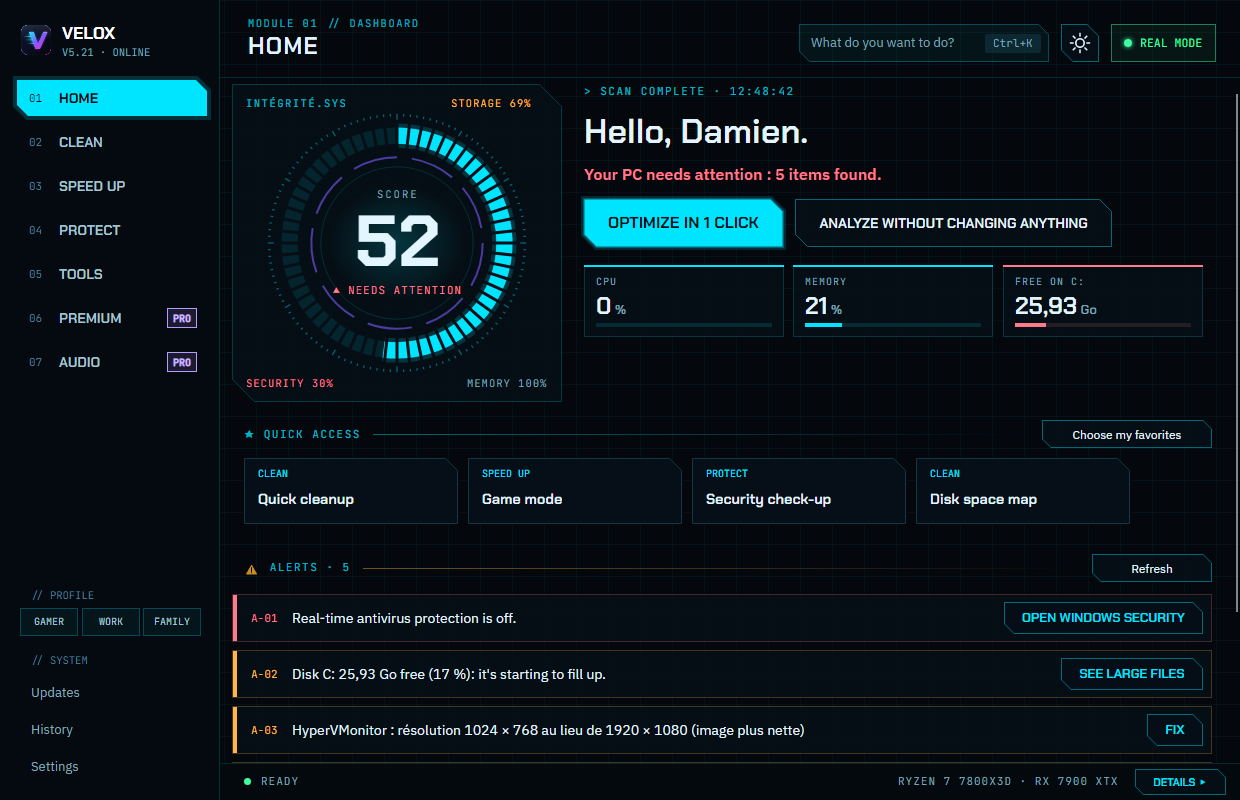 VELOX
V5.21 · ONLINE
01 HOME
02 CLEAN
03 SPEED UP
04 PROTECT
05 TOOLS
06 PREMIUM PRO
07 AUDIO PRO
// PROFILE
GAMER WORK FAMILY
// SYSTEM
Updates
History
Settings
MODULE 01 // DASHBOARD
HOME
What do you want to do? Ctrl+K
REAL MODE
INTÉGRITÉ.SYS STORAGE 69%
SCORE
52
▲ NEEDS ATTENTION
SECURITY 30% MEMORY 100%
> SCAN COMPLETE · 12:48:42
Hello, Damien.
Your PC needs attention : 5 items found.
OPTIMIZE IN 1 CLICK ANALYZE WITHOUT CHANGING ANYTHING
CPU
0 %
MEMORY
21 %
FREE ON C:
25,93 Go
★ QUICK ACCESS Choose my favorites
CLEAN
Quick cleanup
SPEED UP
Game mode
PROTECT
Security check-up
CLEAN
Disk space map
ALERTS · 5 Refresh
A-01 Real-time antivirus protection is off. OPEN WINDOWS SECURITY
A-02 Disk C: 25,93 Go free (17 %): it's starting to fill up. SEE LARGE FILES
A-03 HyperVMonitor : résolution 1024 × 768 au lieu de 1920 × 1080 (image plus nette) FIX
READY RYZEN 7 7800X3D · RX 7900 XTX DETAILS ▸